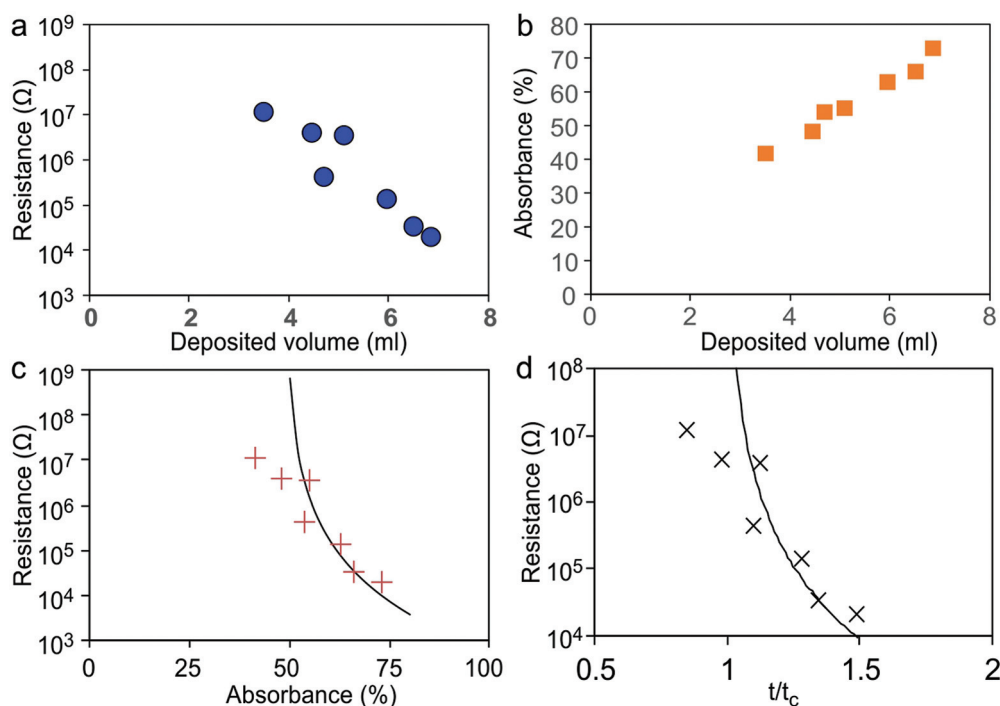 a
Resistance (Ω)
10⁹
10⁸
10⁷
10⁶
10⁵
10⁴
10³
0 2 4 6 8
Deposited volume (ml)
b
Absorbance (%)
80
70
60
50
40
30
20
10
0
0 2 4 6 8
Deposited volume (ml)
c
Resistance (Ω)
10⁹
10⁸
10⁷
10⁶
10⁵
10⁴
10³
0 25 50 75 100
Absorbance (%)
d
Resistance (Ω)
10⁸
10⁷
10⁶
10⁵
10⁴
0.5 1 1.5 2
t/t_c